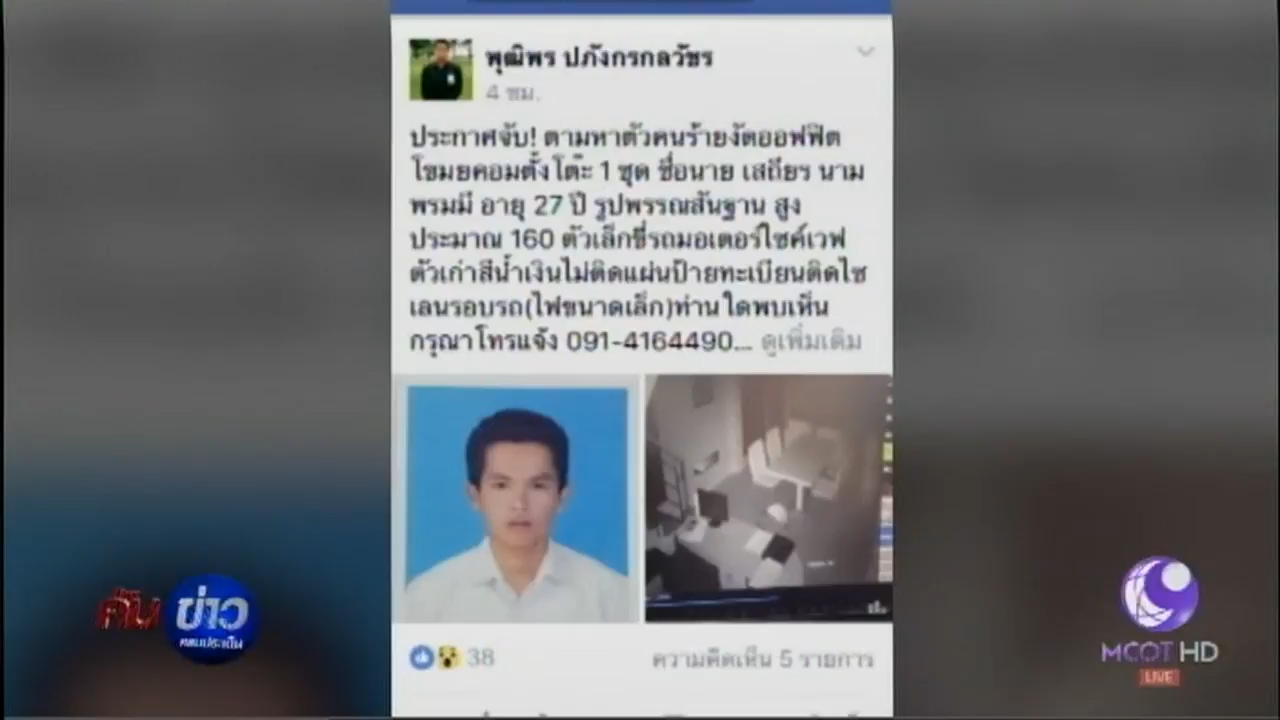 พุฒิพร ปภังกรกลวัชร
4 ชม.
ประกาศจับ! ตามหาตัวคนร้ายงัดออฟฟิต
โขมยคอมตั้งโต๊ะ 1 ชุด ชื่อนาย เสถียร นาม
พรมมี อายุ 27 ปี รูปพรรณสันฐาน สูง
ประมาณ 160 ตัวเล็กขี่รถมอเตอร์ไซค์เวฟ
ตัวเก่าสีน้ำเงินไม่ติดแผ่นป้ายทะเบียนติดไซ
เลนรอบรถ(ไฟขนาดเล็ก)ท่านใดพบเห็น
กรุณาโทรแจ้ง 091-4164490... ดูเพิ่มเติม
38
ความคิดเห็น 5 รายการ
ข่าว
MCOT HD
LIVE